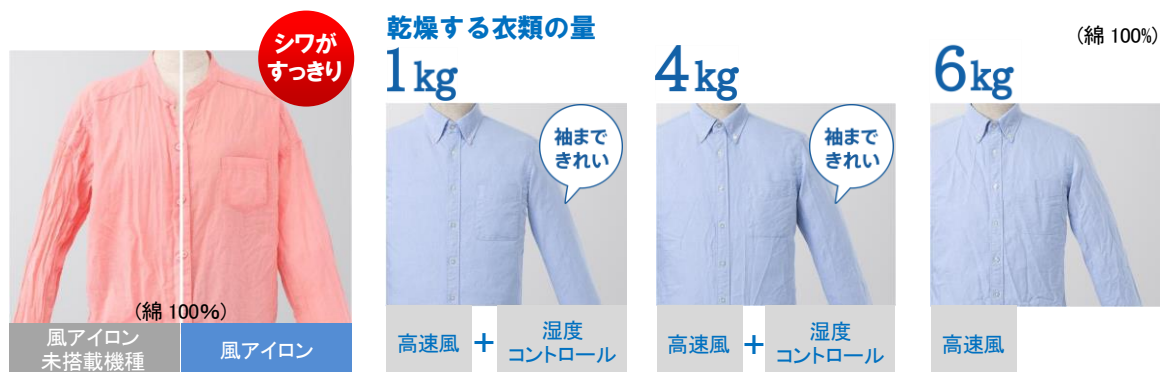 シワが
すっきり
(綿 100%)
風アイロン
未搭載機種
風アイロン
乾燥する衣類の量
1kg
4kg
6kg
(綿 100%)
袖まで
きれい
袖まで
きれい
高速風 + 湿度
コントロール
高速風 + 湿度
コントロール
高速風